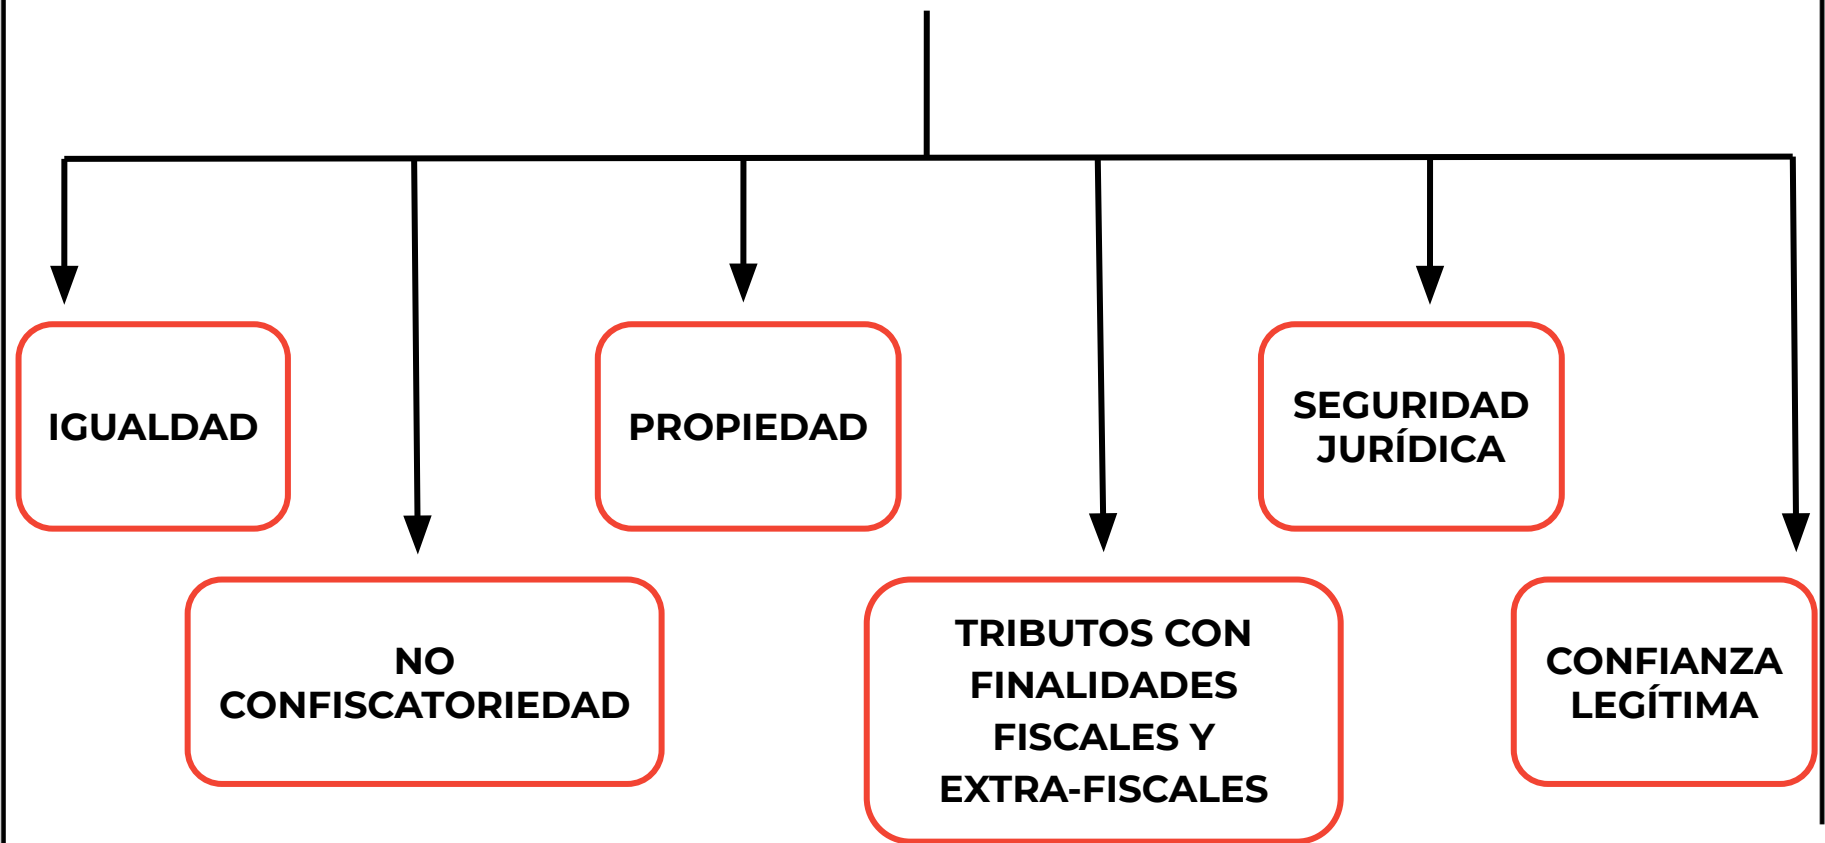 IGUALDAD
PROPIEDAD
SEGURIDAD
JURÍDICA
NO
CONFISCATORIEDAD
TRIBUTOS CON
FINALIDADES
FISCALES Y
EXTRA-FISCALES
CONFIANZA
LEGÍTIMA